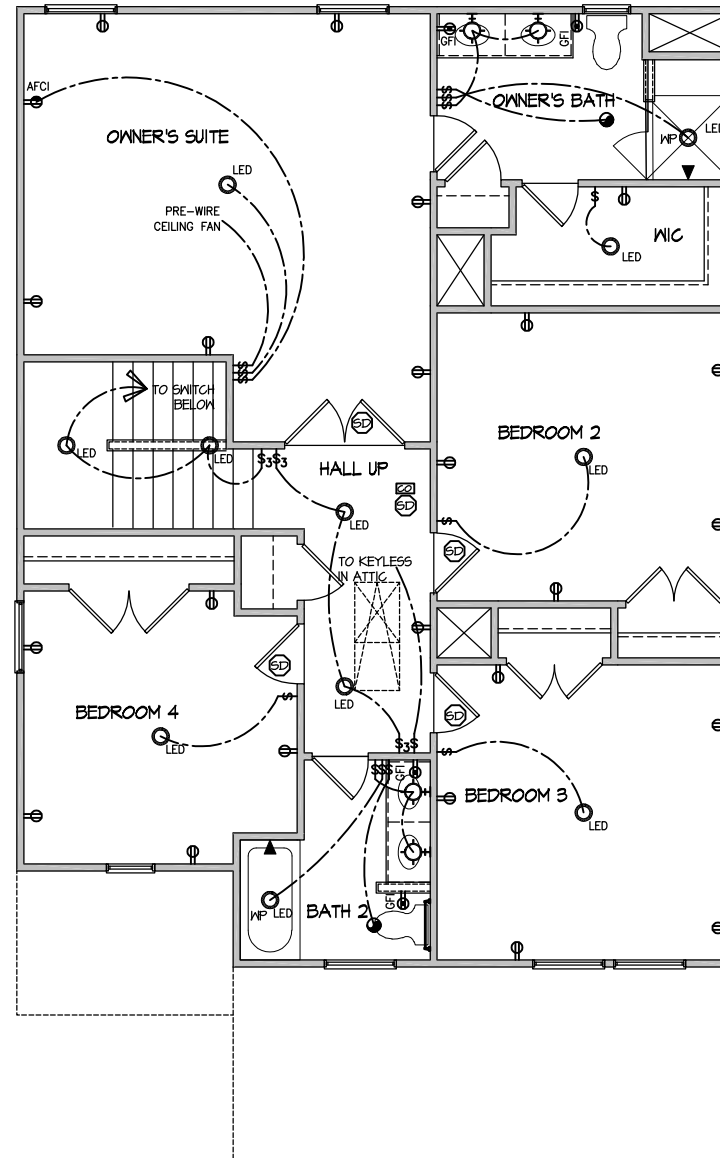 GFI
GFI
AFCI
$$$
OWNER'S BATH
OWNER'S SUITE
LED
WP
LED
PRE-WIRE
CEILING FAN
$
WIC
LED
$$$
TO SWITCH
BELOW
SD
BEDROOM 2
LED
LED
$3$3
HALL UP
LED
CO
SD
LED
$
SD
TO KEYLESS
IN ATTIC
SD
$
LED
BEDROOM 4
LED
SD
$3$
$
$$$
GFI
BEDROOM 3
LED
GFI
WP LED
BATH 2